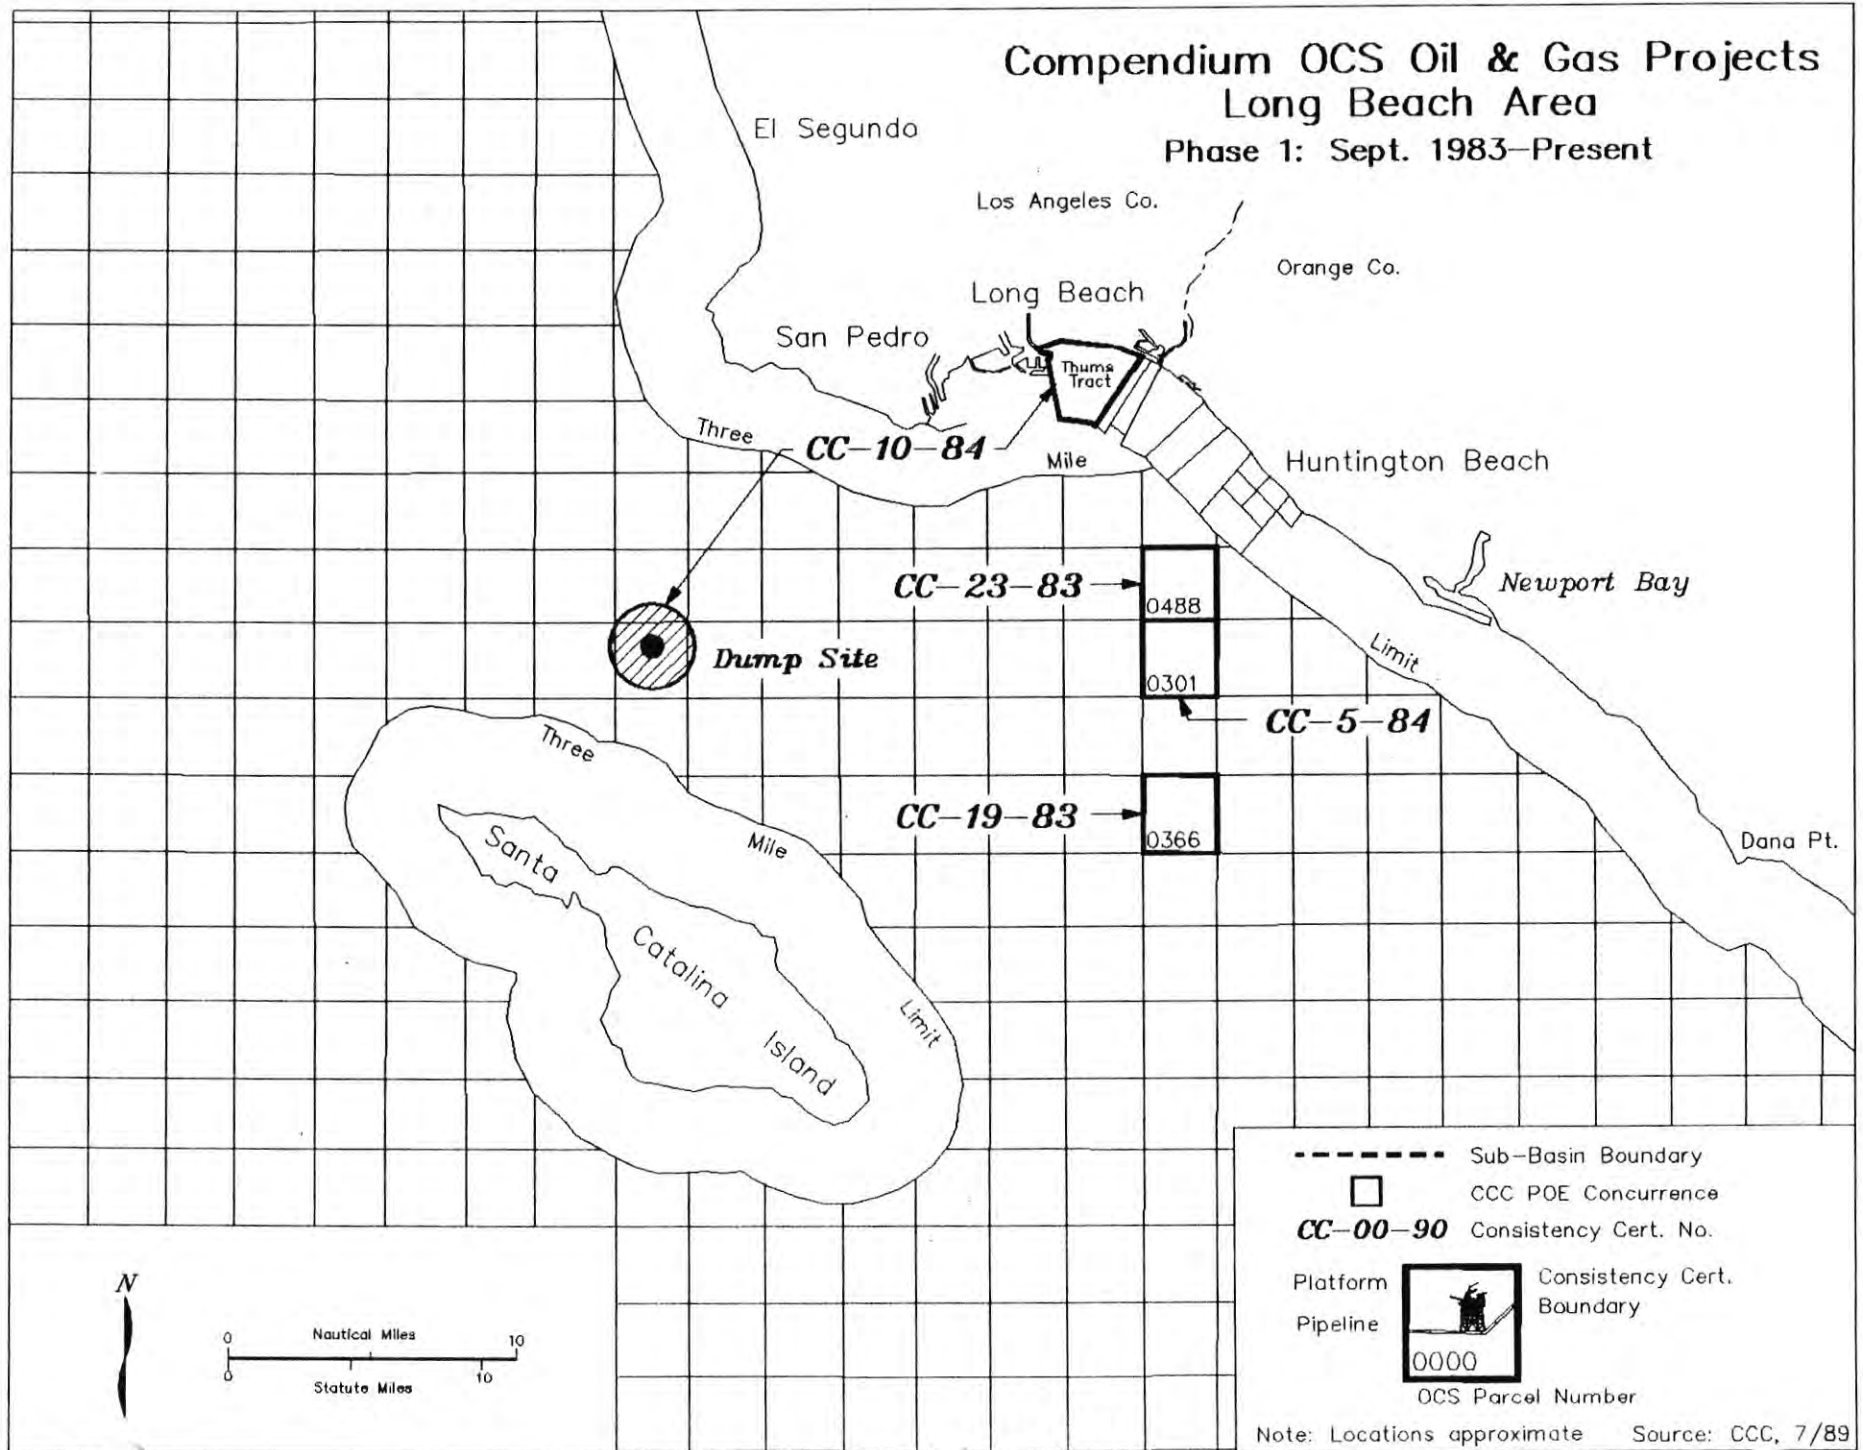 Compendium OCS Oil & Gas Projects
Long Beach Area
Phase 1: Sept. 1983–Present
El Segundo
Los Angeles Co.
Orange Co.
Long Beach
San Pedro
Thums
Tract
Three
CC–10–84
Mile
Huntington Beach
CC–23–83
0488
Newport Bay
Limit
Dump Site
0301
CC–5–84
Three
CC–19–83
0366
Mile
Dana Pt.
Santa
Catalina
Island
Limit
Sub–Basin Boundary
CCC POE Concurrence
CC–00–90 Consistency Cert. No.
Platform
Pipeline
Consistency Cert.
Boundary
0000
OCS Parcel Number
N
0 Nautical Miles 10
0 Statute Miles 10
Note: Locations approximate Source: CCC, 7/89